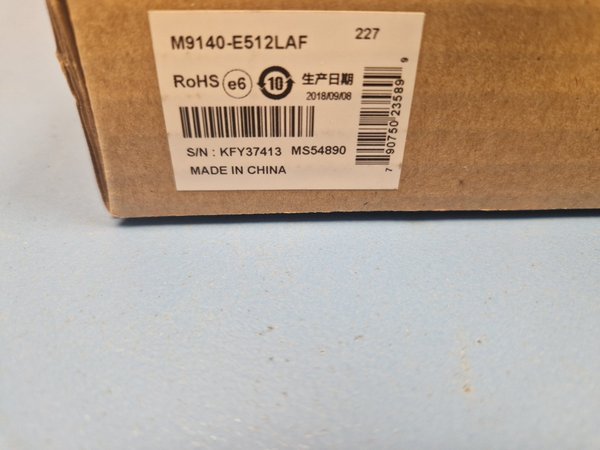 M9140-E512LAF 227
RoHS e6 10 生产日期
2018/09/08
S/N : KFY37413 MS54890
MADE IN CHINA
7 90750 23589 9